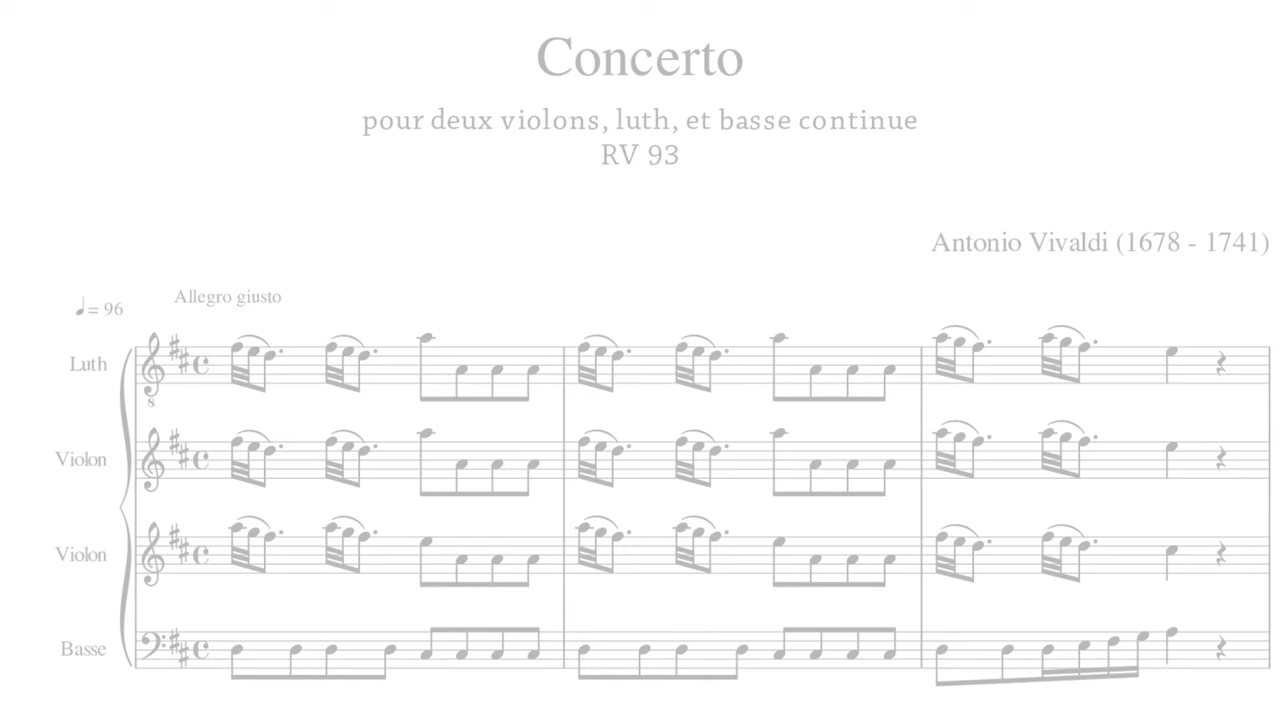 Concerto
pour deux violons, luth, et basse continue
RV 93
Antonio Vivaldi (1678 - 1741)
Allegro giusto
= 96
Luth
8
Violon
Violon
Basse